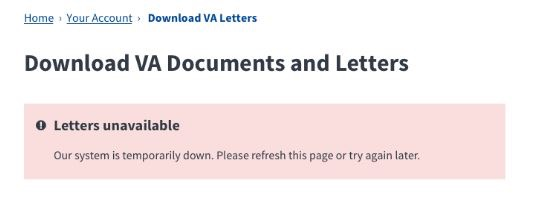 Home › Your Account › Download VA Letters
Download VA Documents and Letters
Letters unavailable
Our system is temporarily down. Please refresh this page or try again later.